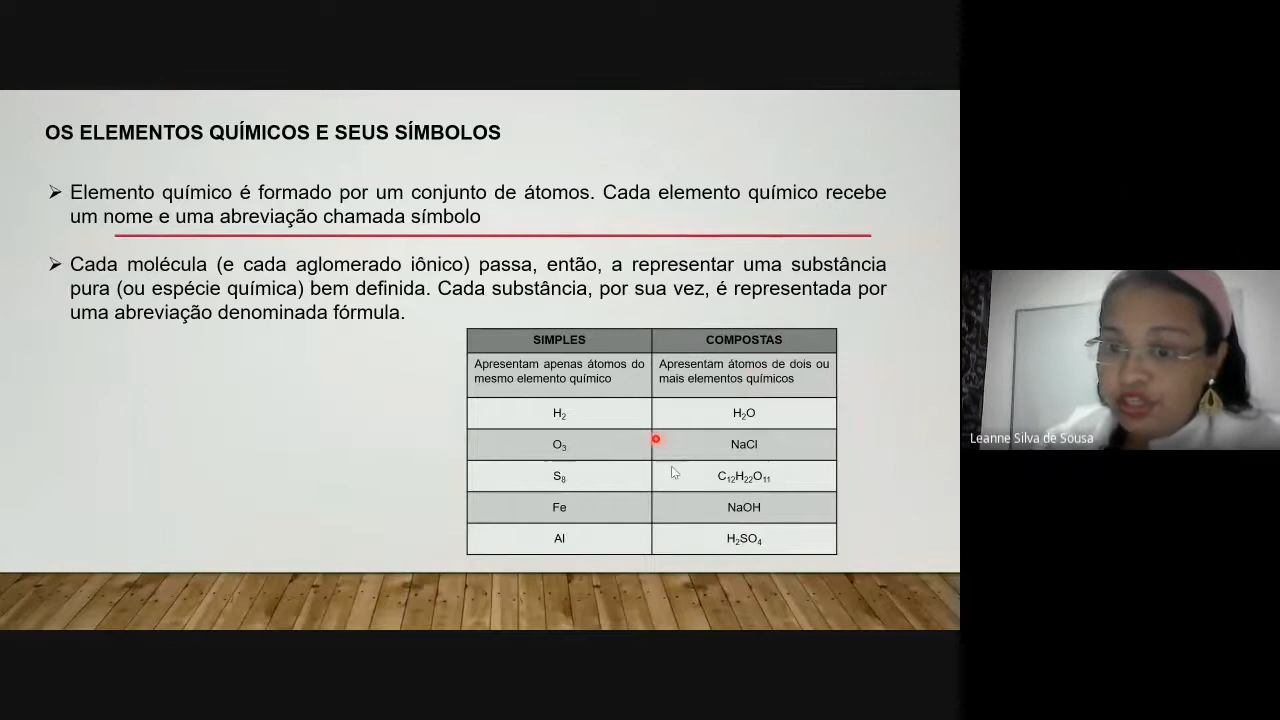 OS ELEMENTOS QUÍMICOS E SEUS SÍMBOLOS
➢ Elemento químico é formado por um conjunto de átomos. Cada elemento químico recebe
um nome e uma abreviação chamada símbolo
➢ Cada molécula (e cada aglomerado iônico) passa, então, a representar uma substância
pura (ou espécie química) bem definida. Cada substância, por sua vez, é representada por
uma abreviação denominada fórmula.
SIMPLES COMPOSTAS
Apresentam apenas átomos do Apresentam átomos de dois ou
mesmo elemento químico mais elementos químicos
H₂ H₂O
O₃ NaCl
S₈ C₁₂H₂₂O₁₁
Fe NaOH
Al H₂SO₄
Leanne Silva de Sousa